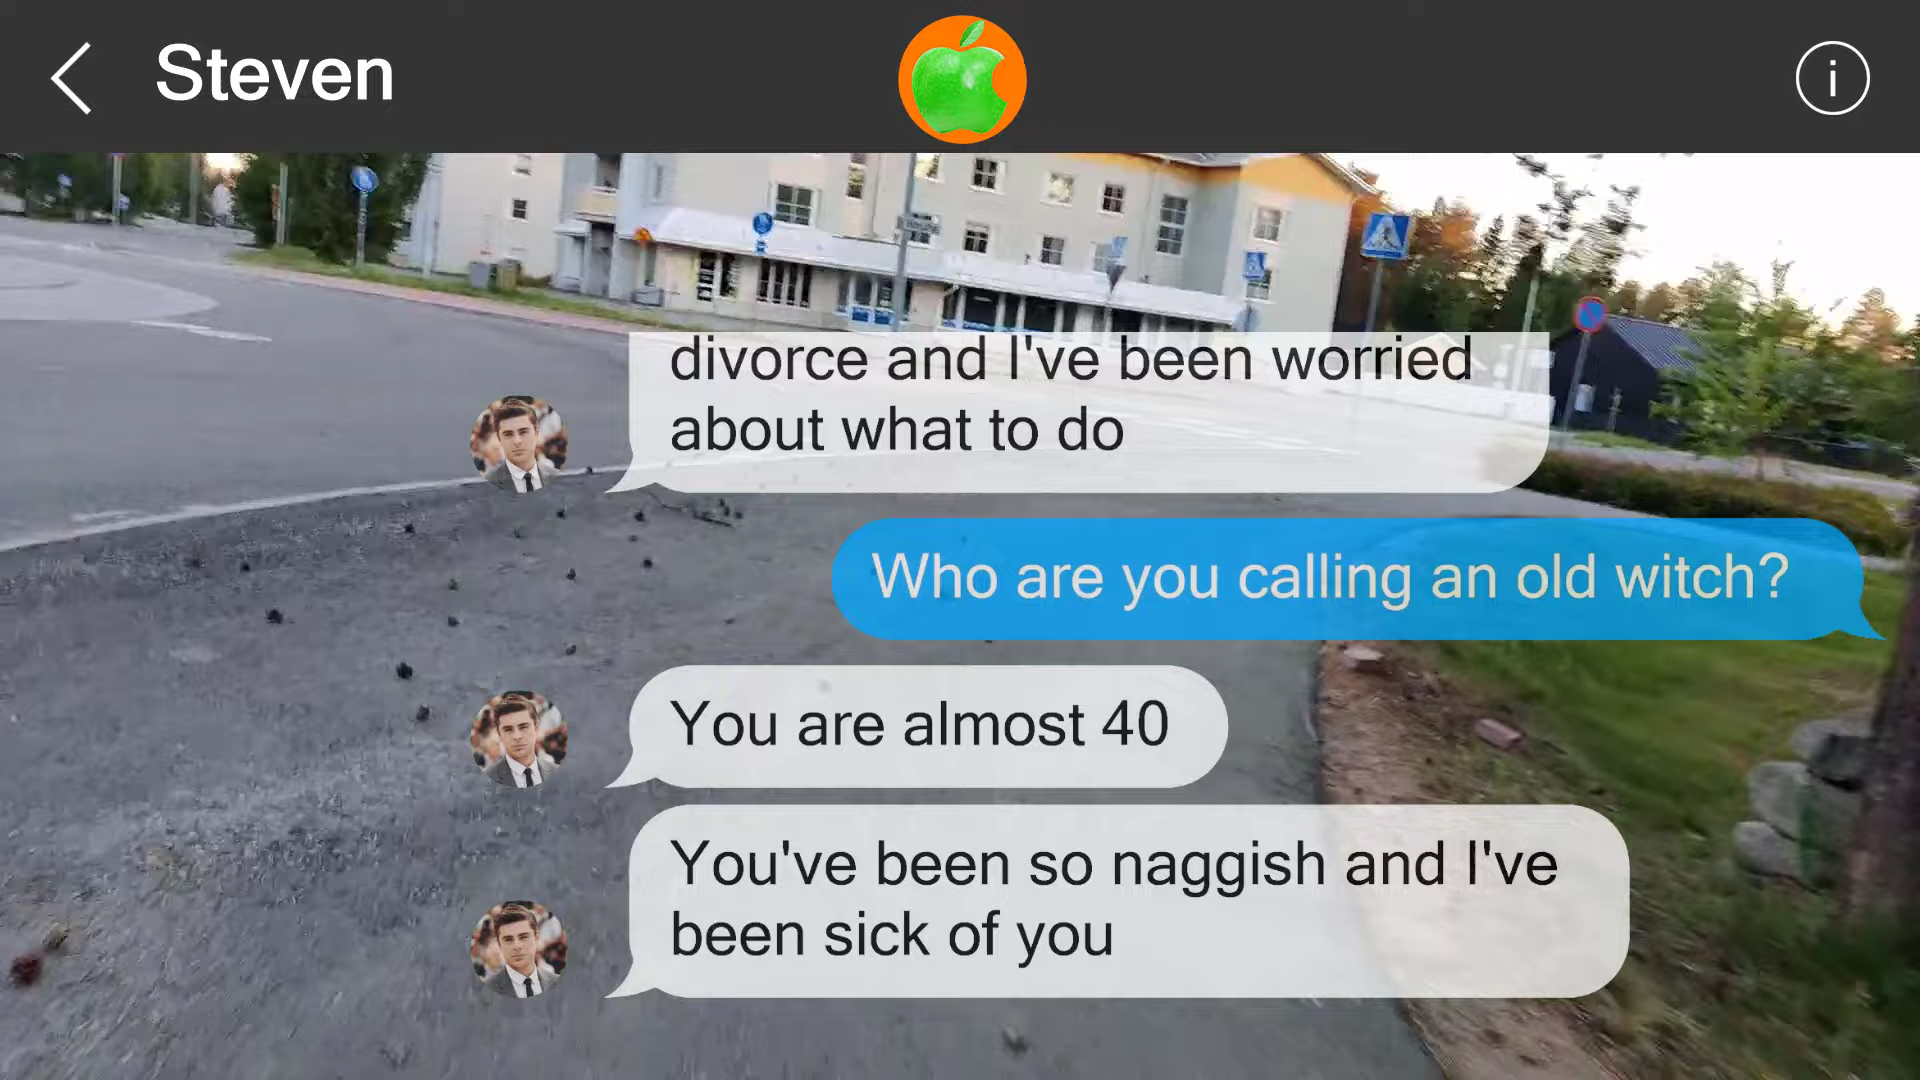 Steven
divorce and I've been worried
about what to do
Who are you calling an old witch?
You are almost 40
You've been so naggish and I've
been sick of you